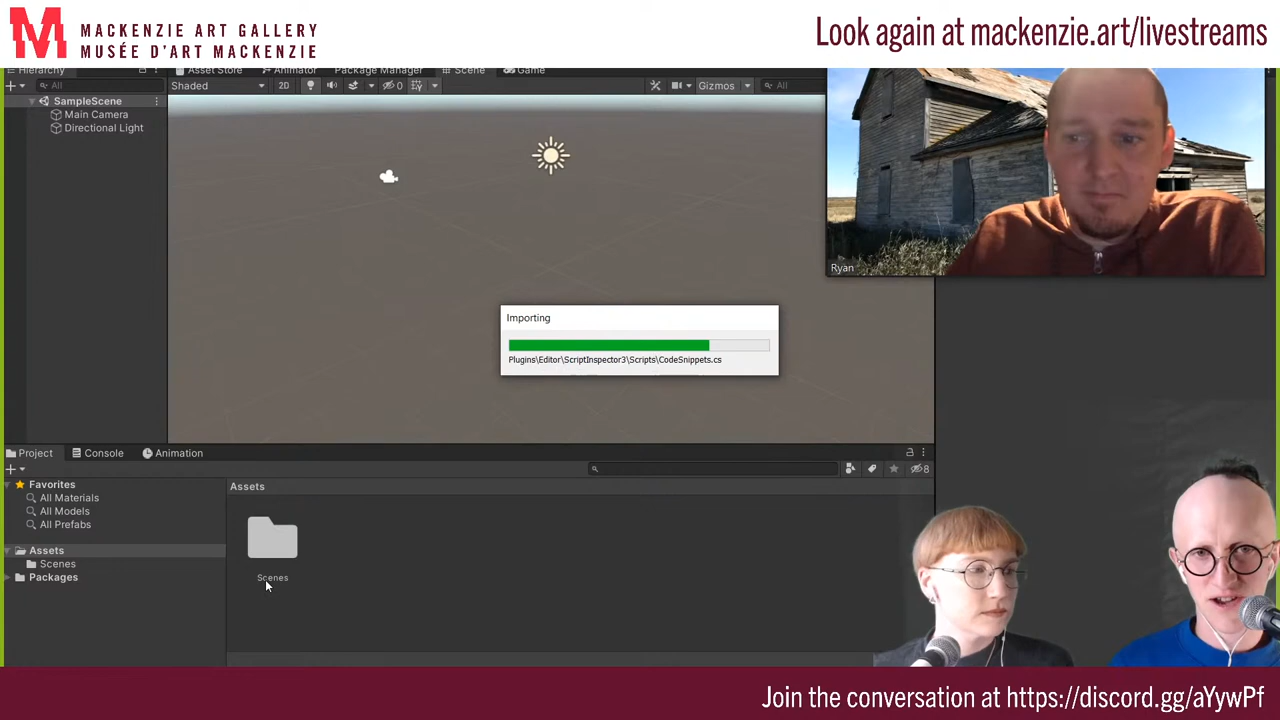 MACKENZIE ART GALLERY
MUSÉE D'ART MACKENZIE
Look again at mackenzie.art/livestreams
Hierarchy
Asset Store
Animator
Package Manager
Scene
Game
All
Shaded
2D
0
Gizmos
All
SampleScene
Main Camera
Directional Light
Ryan
Importing
Plugins\Editor\ScriptInspector3\Scripts\CodeSnippets.cs
Project
Console
Animation
8
Favorites
All Materials
All Models
All Prefabs
Assets
Scenes
Packages
Assets
Scenes
Join the conversation at https://discord.gg/aYywPf